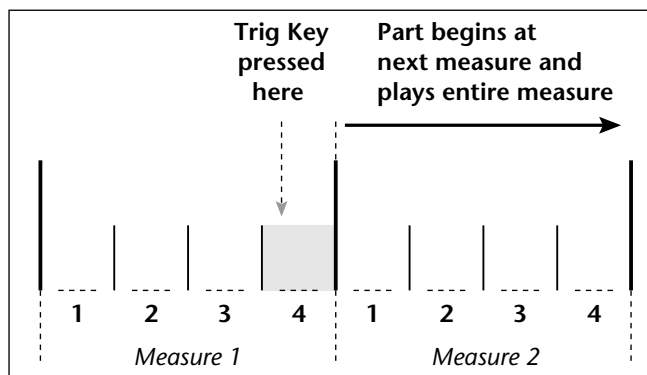 Trig Key
pressed
here
Part begins at
next measure and
plays entire measure
1 2 3 4 1 2 3 4
Measure 1 Measure 2